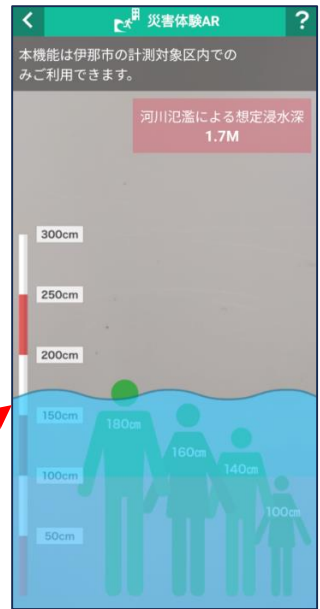 災害体験AR
?
本機能は伊那市の計測対象区内での
みご利用できます。
河川氾濫による想定浸水深
1.7M
300cm
250cm
200cm
150cm
100cm
50cm
180cm
160cm
140cm
100cm